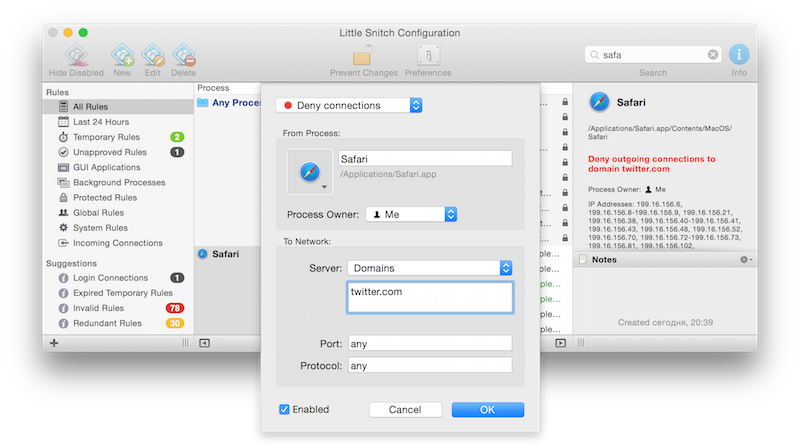 Little Snitch Configuration
Hide Disabled
New
Edit
Delete
Prevent Changes
Preferences
safa
Search
Info
Rules
All Rules
Last 24 Hours
Temporary Rules 2
Unapproved Rules 1
GUI Applications
Background Processes
Protected Rules
Global Rules
System Rules
Incoming Connections
Suggestions
Login Connections 1
Expired Temporary Rules
Invalid Rules 78
Redundant Rules 30
Process
Any Proce
Safari
Deny connections
From Process:
Safari
/Applications/Safari.app
Process Owner: Me
To Network:
Server: Domains
twitter.com
Port: any
Protocol: any
Enabled
Cancel
OK
Safari
/Applications/Safari.app/Contents/MacOS/
Safari
Deny outgoing connections to
domain twitter.com
Process Owner: Me
IP Addresses: 199.16.156.6,
199.16.156.8-199.16.156.9, 199.16.156.21,
199.16.156.38, 199.16.156.40-199.16.156.41,
199.16.156.43, 199.16.156.48, 199.16.156.52,
199.16.156.70, 199.16.156.72-199.16.156.73,
199.16.156.81, 199.16.156.102,
Notes
Created сегодня, 20:39